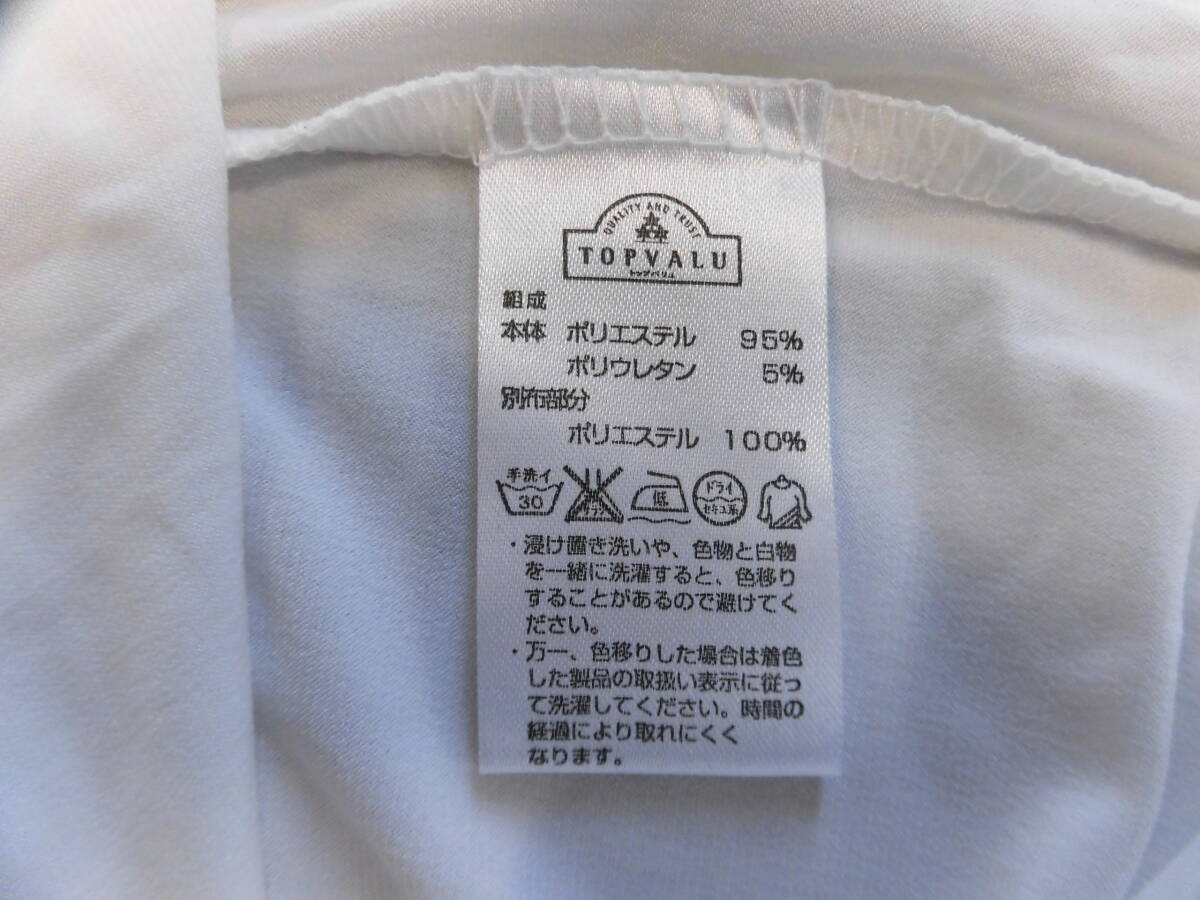 QUALITY AND TRUST
TOPVALU
トップバリュ
組成
本体 ポリエステル 95%
ポリウレタン 5%
別布部分
ポリエステル 100%
手洗イ 30 低 ドライ セキユ系
・浸け置き洗いや、色物と白物
を一緒に洗濯すると、色移り
することがあるので避けてく
ださい。
・万一、色移りした場合は着色
した製品の取扱い表示に従っ
て洗濯してください。時間の
経過により取れにくく
なります。